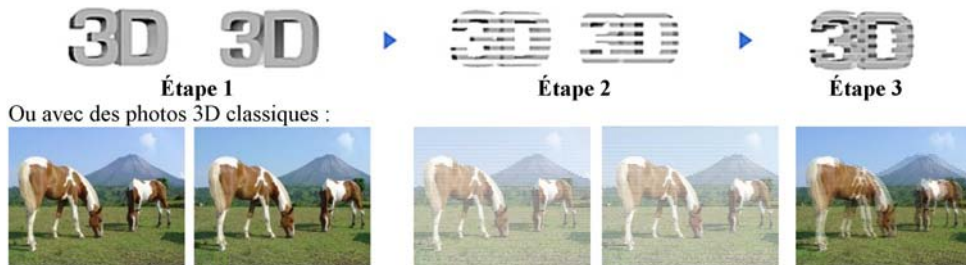 3D 3D 3D 3D 3D
Étape 1 Étape 2 Étape 3
Ou avec des photos 3D classiques :